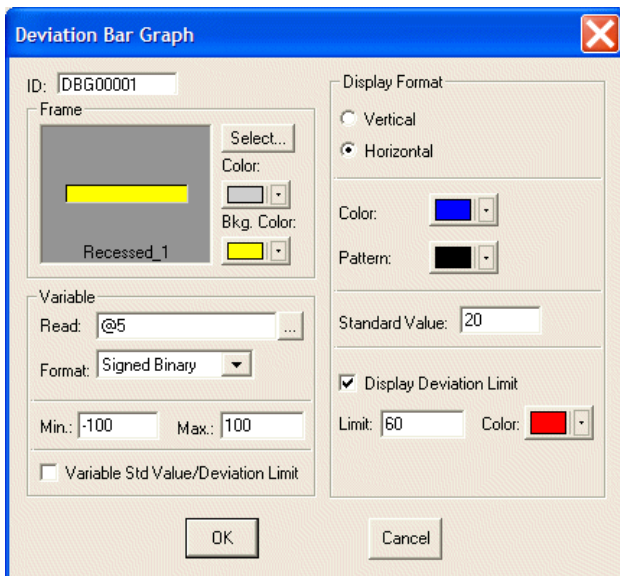 Deviation Bar Graph
ID: DBG00001
Frame
Select...
Color:
Bkg. Color:
Recessed_1
Variable
Read: @5 ...
Format: Signed Binary
Min.: -100 Max.: 100
Variable Std Value/Deviation Limit
Display Format
Vertical
Horizontal
Color:
Pattern:
Standard Value: 20
Display Deviation Limit
Limit: 60 Color:
OK Cancel